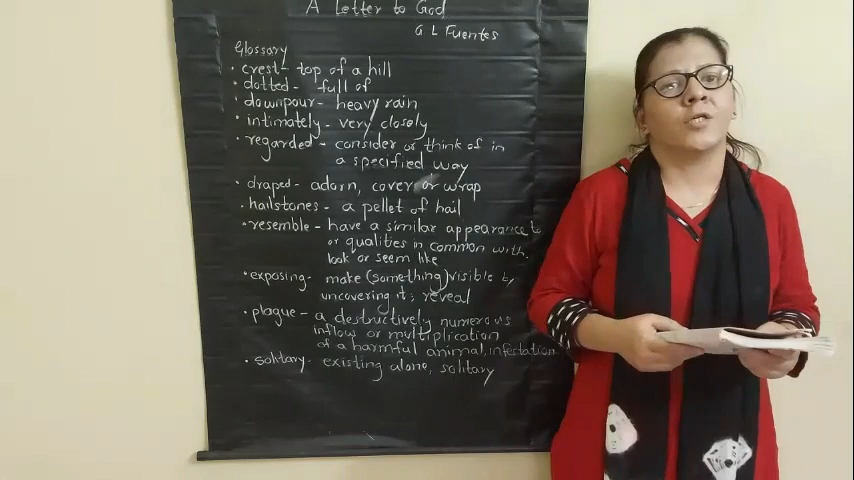 A Letter to God
G L Fuentes
Glossary
• crest- top of a hill
• dotted - full of
• downpour - heavy rain
• intimately - very closely
• regarded - consider or think of in
a specified way
• draped - adorn, cover or wrap
• hailstones - a pellet of hail
• resemble - have a similar appearance to
or qualities in common with.
look or seem like
• exposing - make (something) visible by
uncovering it; reveal
• plague - a destructively numerous
inflow or multiplication
of a harmful animal, infestation
• solitary - existing alone, solitary